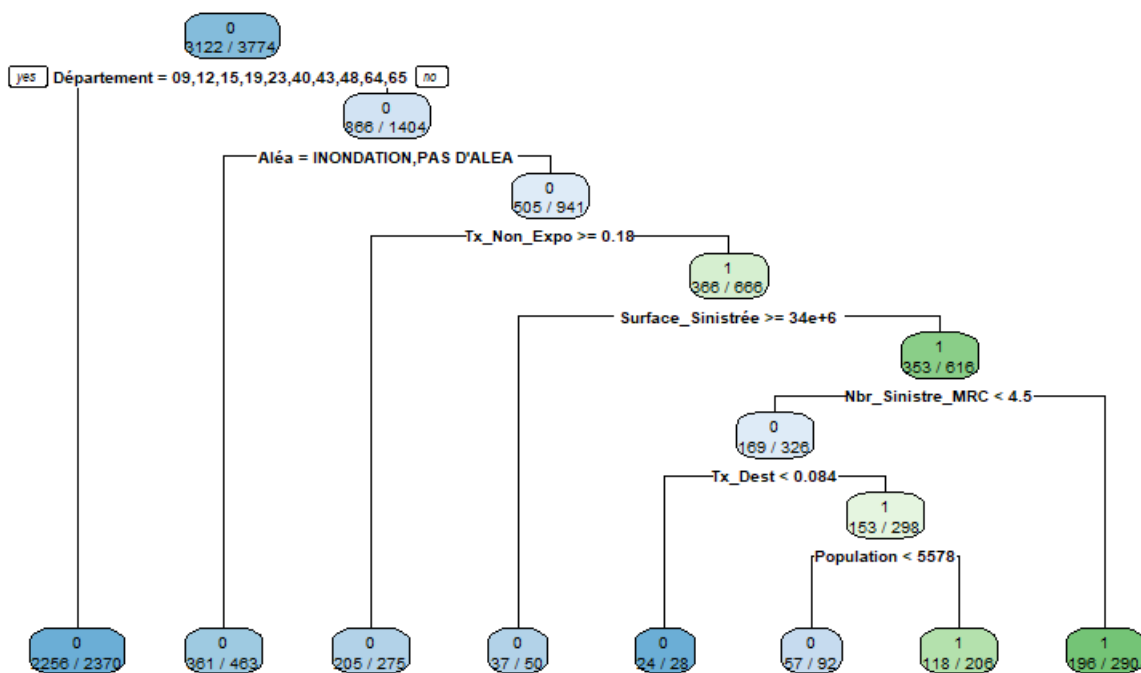 0
3122 / 3774
yes Département = 09,12,15,19,23,40,43,48,64,65 no
0
866 / 1404
Aléa = INONDATION,PAS D'ALEA
0
505 / 941
Tx_Non_Expo >= 0.18
1
366 / 666
Surface_Sinistrée >= 34e+6
1
353 / 616
Nbr_Sinistre_MRC < 4.5
0
169 / 326
Tx_Dest < 0.084
1
153 / 298
Population < 5578
0 0 0 0 0 0 1 1
2256 / 2370 361 / 463 205 / 275 37 / 50 24 / 28 57 / 92 118 / 206 196 / 290